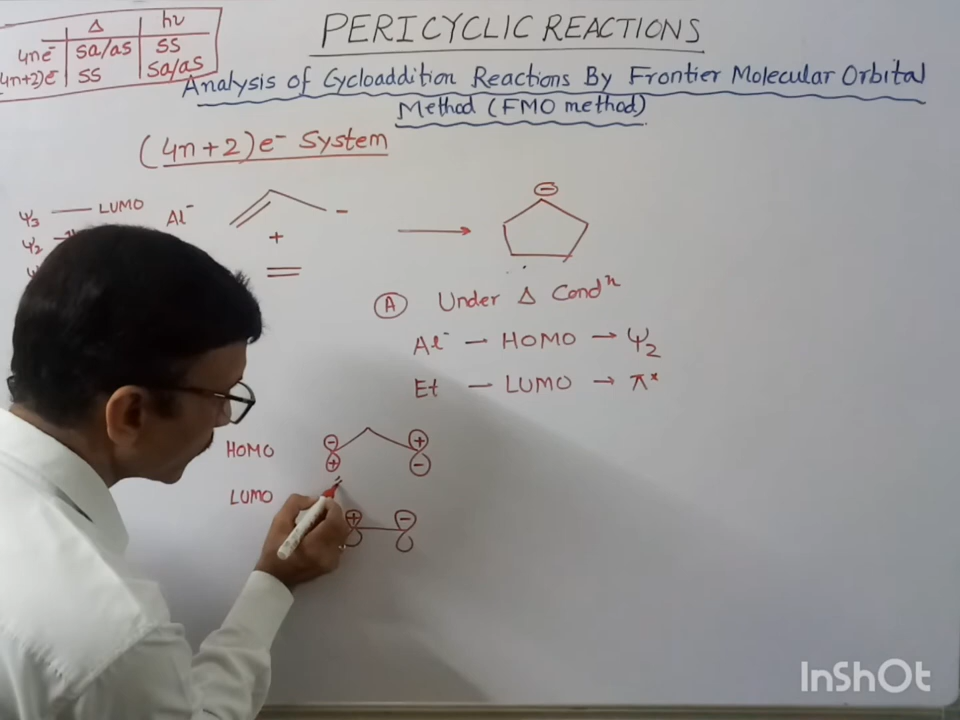 PERICYCLIC REACTIONS
Δ hν
4ne⁻ sa/as ss
(4n+2)e⁻ ss sa/as
Analysis of Cycloaddition Reactions By Frontier Molecular Orbital
Method (FMO method)
(4n+2)e⁻ System
Ψ3 — LUMO Al⁻
Ψ2
+
Ⓐ Under Δ Condⁿ
Al⁻ — HOMO → Ψ2
Et — LUMO → π*
HOMO - +
+ -
LUMO
+ -
InShOt